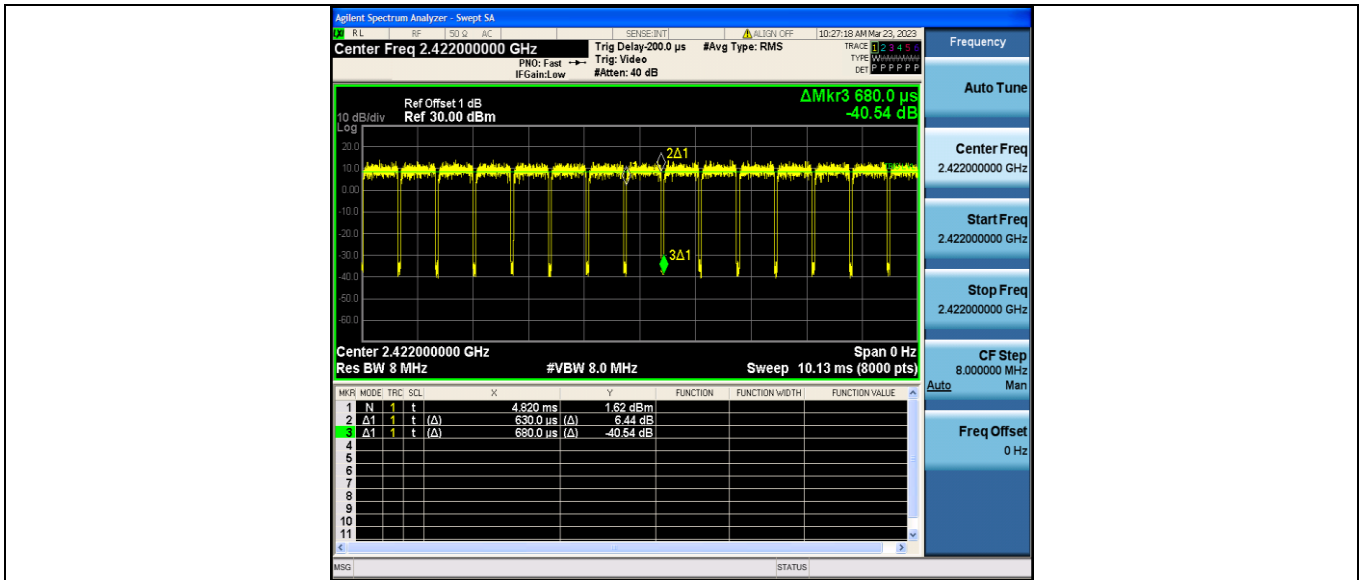 Agilent Spectrum Analyzer - Swept SA
RL RF 50 Ω AC SENSE:INT ALIGN OFF 10:27:18 AM Mar 23, 2023
Center Freq 2.422000000 GHz
PNO: Fast
IFGain:Low
Trig Delay-200.0 µs
Trig: Video
#Atten: 40 dB
#Avg Type: RMS
TRACE 1 2 3 4 5 6
TYPE
DET P P P P P P
Frequency
Auto Tune
Center Freq
2.422000000 GHz
Start Freq
2.422000000 GHz
Stop Freq
2.422000000 GHz
CF Step
8.000000 MHz
Auto Man
Freq Offset
0 Hz
ΔMkr3 680.0 µs
-40.54 dB
Ref Offset 1 dB
10 dB/div Ref 30.00 dBm
Log
20.0
10.0
0.00
-10.0
-20.0
-30.0
-40.0
-50.0
-60.0
2Δ1
3Δ1
Center 2.422000000 GHz Span 0 Hz
Res BW 8 MHz #VBW 8.0 MHz Sweep 10.13 ms (8000 pts)
MKR MODE TRC SCL X Y FUNCTION FUNCTION WIDTH FUNCTION VALUE
1 N 1 t 4.820 ms 1.62 dBm
2 Δ1 1 t (Δ) 630.0 µs (Δ) 6.44 dB
3 Δ1 1 t (Δ) 680.0 µs (Δ) -40.54 dB
4
5
6
7
8
9
10
11
MSG STATUS